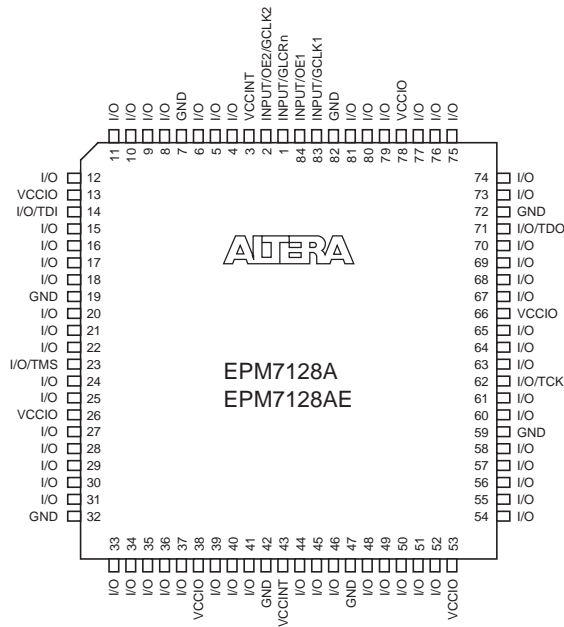 I/O I/O I/O I/O GND I/O I/O I/O VCCINT INPUT/OE2/GCLK2 INPUT/GLCRn INPUT/OE1 INPUT/GCLK1 GND I/O I/O I/O VCCIO I/O I/O I/O
11 10 9 8 7 6 5 4 3 2 1 84 83 82 81 80 79 78 77 76 75
I/O 12 74 I/O
VCCIO 13 73 I/O
I/O/TDI 14 72 GND
I/O 15 71 I/O/TDO
I/O 16 70 I/O
I/O 17 69 I/O
I/O 18 68 I/O
GND 19 67 I/O
I/O 20 66 VCCIO
I/O 21 65 I/O
I/O 22 64 I/O
I/O/TMS 23 63 I/O
I/O 24 62 I/O/TCK
I/O 25 61 I/O
VCCIO 26 60 I/O
I/O 27 59 GND
I/O 28 58 I/O
I/O 29 57 I/O
I/O 30 56 I/O
I/O 31 55 I/O
GND 32 54 I/O
ALTERA
EPM7128A
EPM7128AE
33 34 35 36 37 38 39 40 41 42 43 44 45 46 47 48 49 50 51 52 53
I/O I/O I/O I/O I/O VCCIO I/O I/O I/O GND VCCINT I/O I/O I/O GND I/O I/O I/O I/O I/O VCCIO